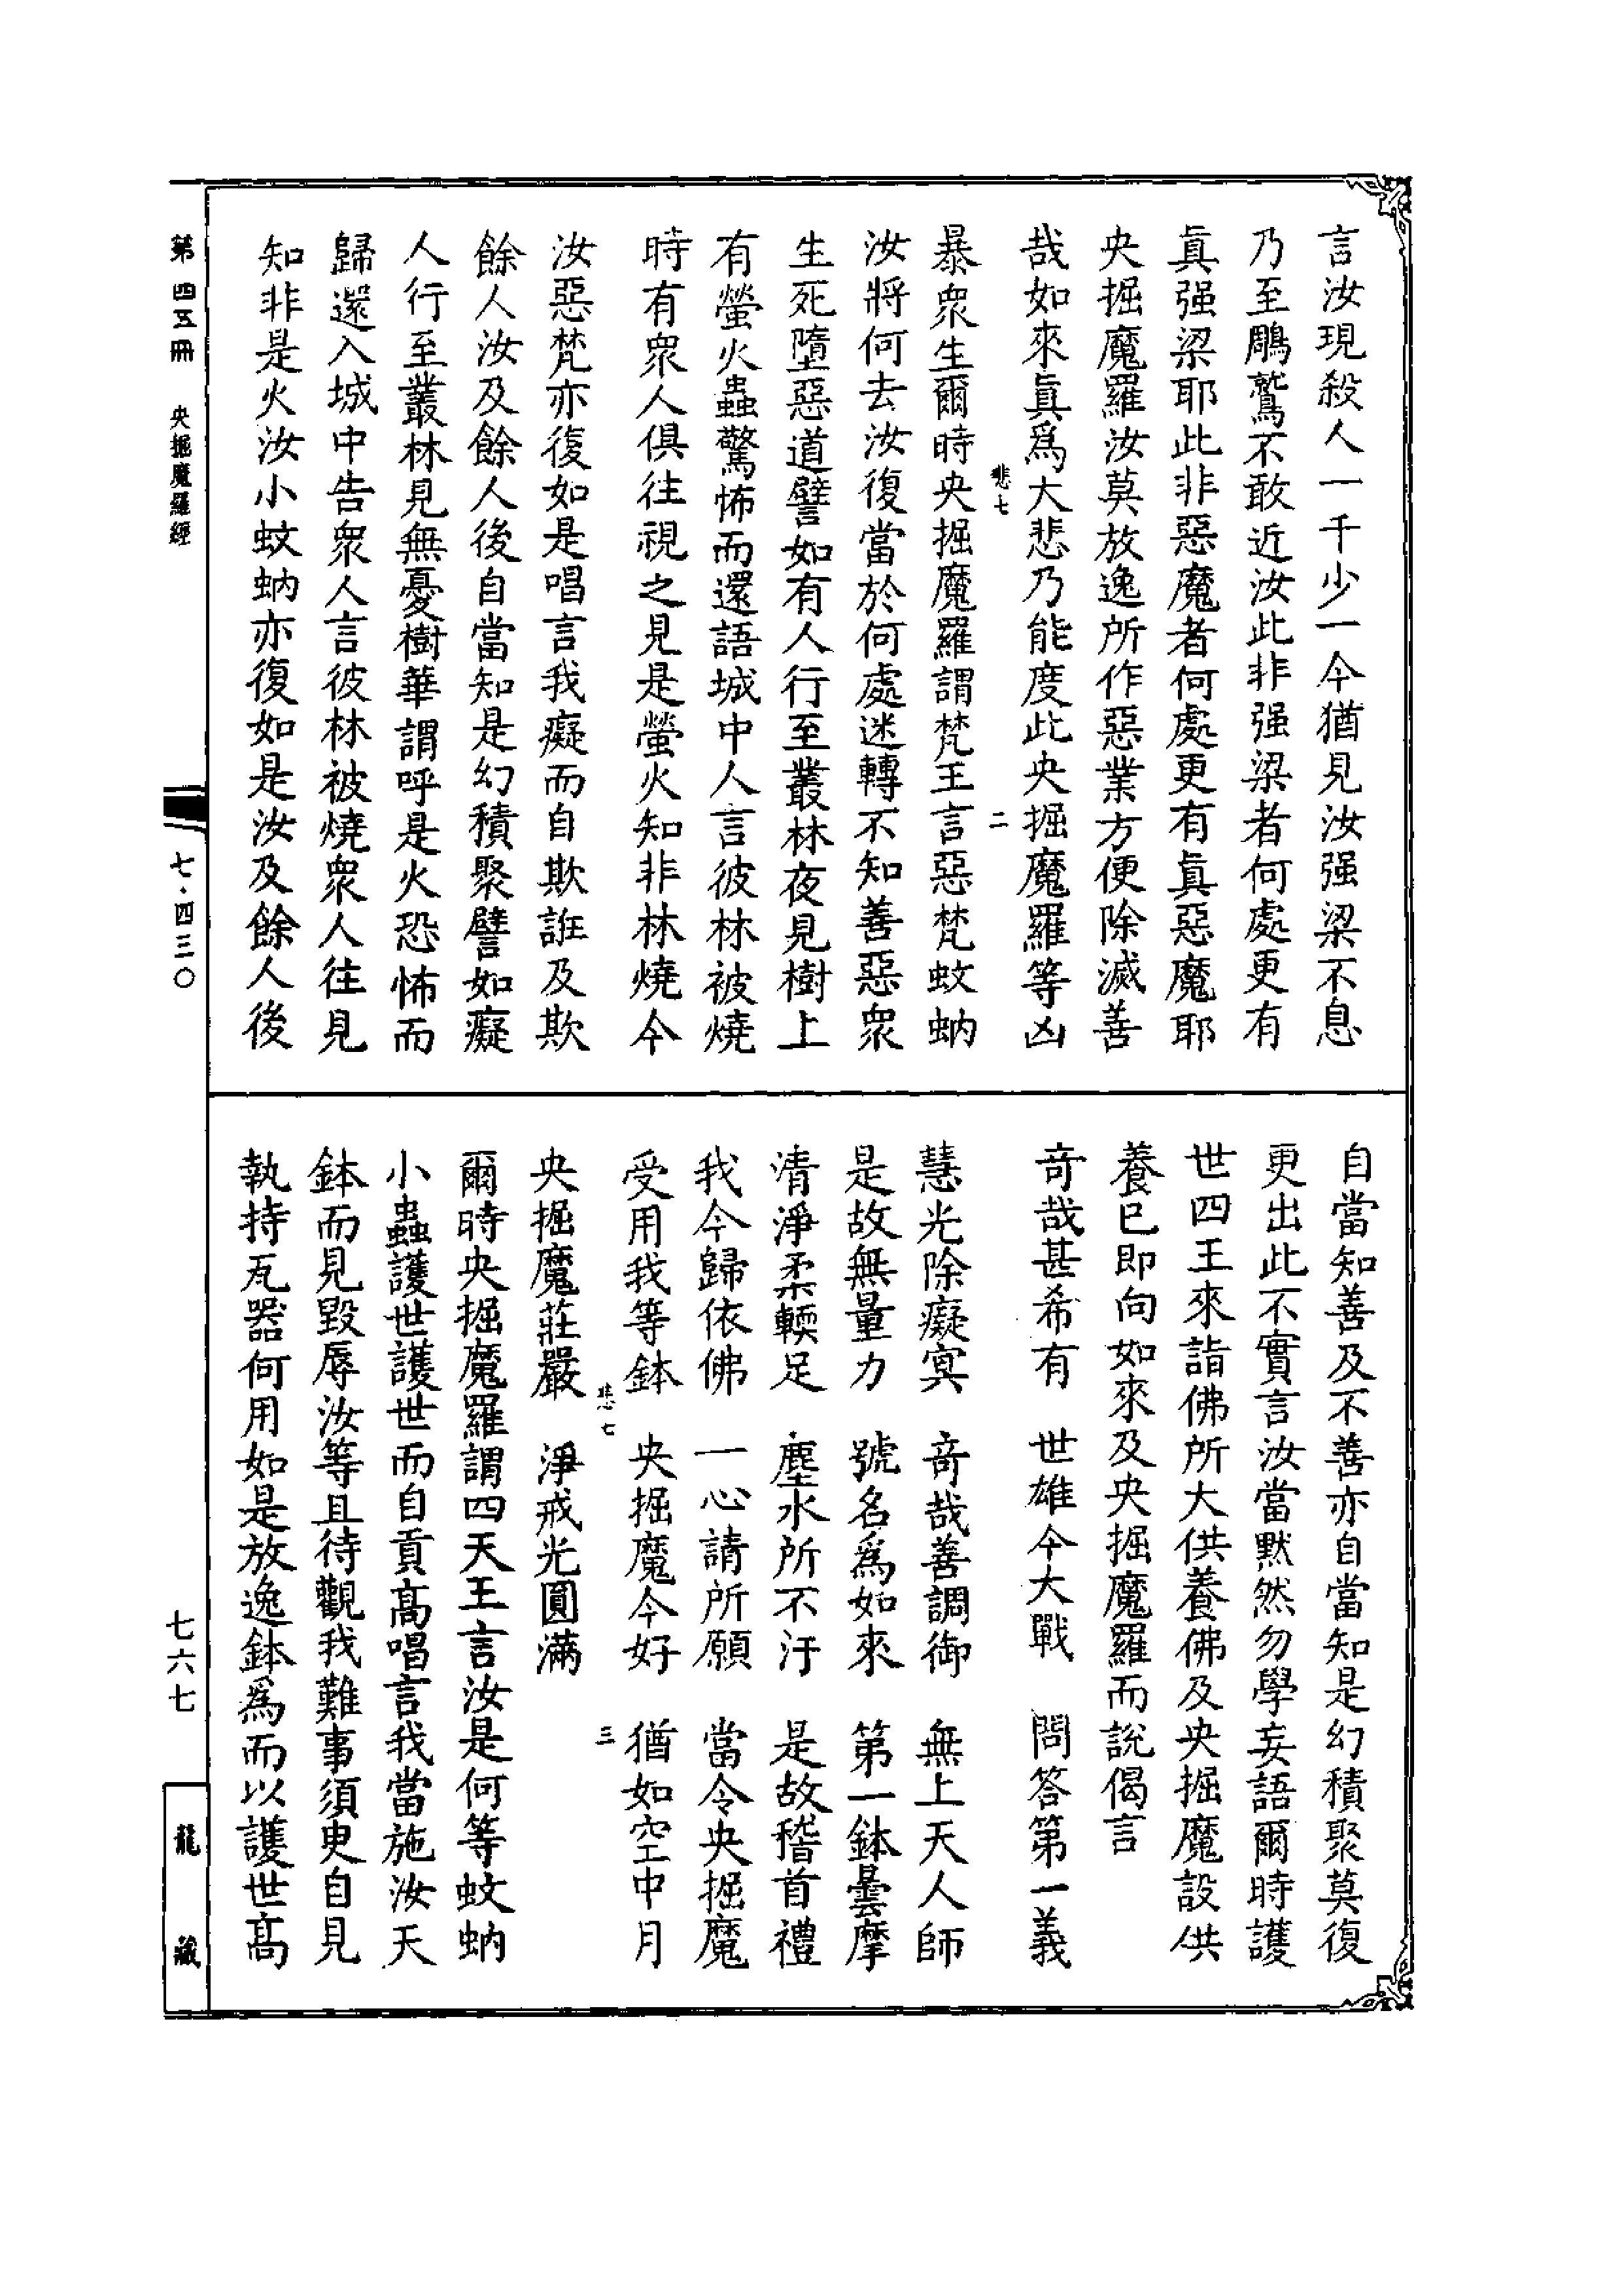 言汝現殺人一千少一今猶見汝强梁不息
乃至鵰鷲不敢近汝此非强梁者何處更有
眞强梁耶此非惡魔者何處更有眞惡魔耶
央掘魔羅汝莫放逸所作惡業方便除滅善
哉如來眞爲大悲乃能度此央掘魔羅等凶
悲七
二
暴衆生爾時央掘魔羅謂梵王言惡梵蚊蚋
汝將何去汝復當於何處迷轉不知善惡衆
生死墮惡道譬如有人行至叢林夜見樹上
有螢火蟲驚怖而還語城中人言彼林被燒
時有衆人俱往視之見是螢火知非林燒今
汝惡梵亦復如是唱言我癡而自欺誑及欺
餘人汝及餘人後自當知是幻積聚譬如癡
人行至叢林見無憂樹華謂呼是火恐怖而
歸還入城中告衆人言彼林被燒衆人往見
知非是火汝小蚊蚋亦復如是汝及餘人後
自當知善及不善亦自當知是幻積聚莫復
更出此不實言汝當默然勿學妄語爾時護
世四王來詣佛所大供養佛及央掘魔設供
養已即向如來及央掘魔羅而說偈言
奇哉甚希有　世雄今大戰　問答第一義
慧光除癡冥　奇哉善調御　無上天人師
是故無量力　號名爲如來　第一鉢曇摩
清淨柔輭足　塵水所不汙　是故稽首禮
我今歸依佛　一心請所願　當令央掘魔
受用我等鉢　央掘魔今好　猶如空中月
悲七
三
央掘魔莊嚴　淨戒光圓滿
爾時央掘魔羅謂四天王言汝是何等蚊蚋
小蟲護世護世而自貢高唱言我當施汝天
鉢而見毀辱汝等且待觀我難事須臾自見
執持瓦器何用如是放逸鉢爲而以護世高
第四五冊　央掘魔羅經
七·四三〇
七六七
龍藏